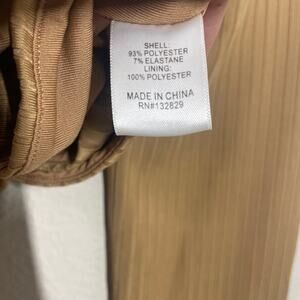 SHELL:
93% POLYESTER
7% ELASTANE
LINING:
100% POLYESTER
MADE IN CHINA
RN#132829